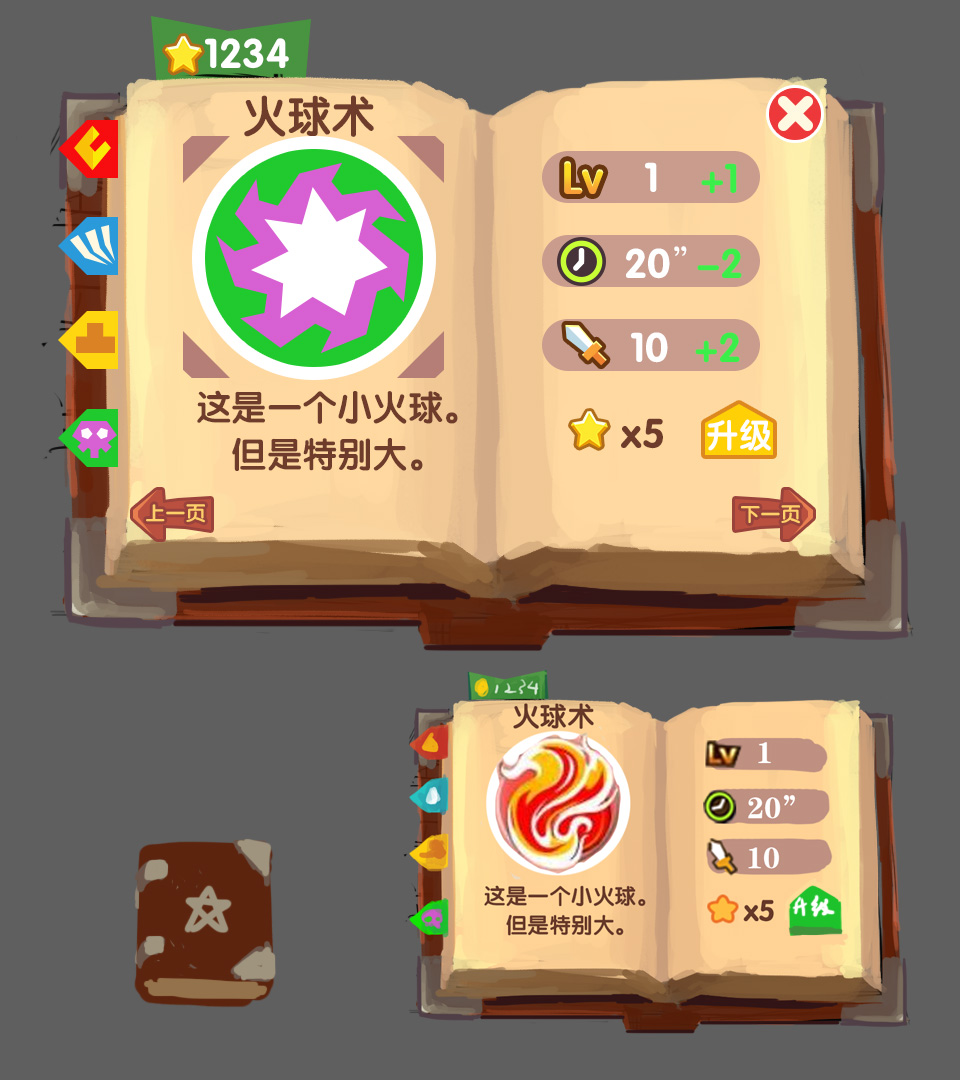 1234
火球术
这是一个小火球。
但是特别大。
上一页
Lv 1 +1
20” -2
10 +2
x5 升级
下一页
1234
火球术
这是一个小火球。
但是特别大。
Lv 1
20”
10
x5 升级